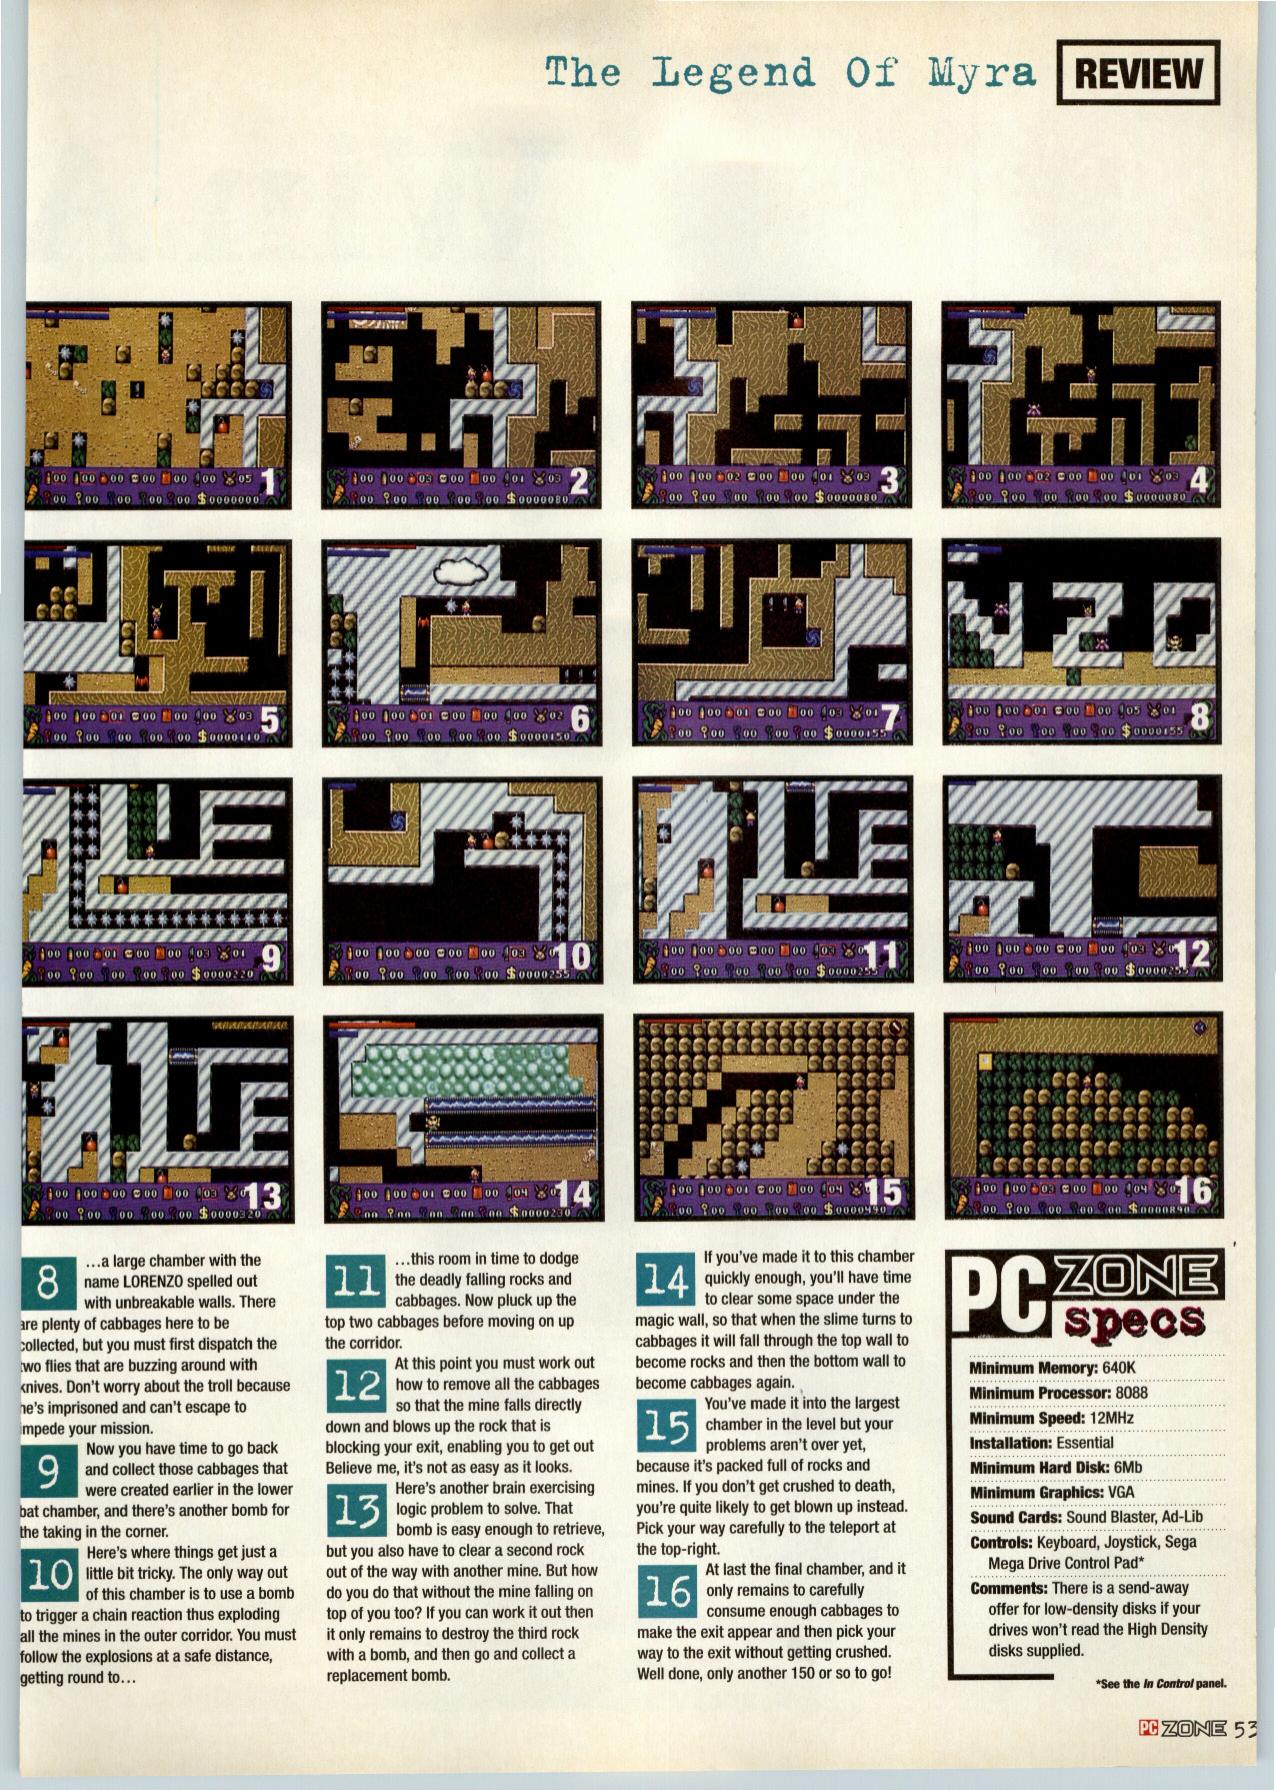 The Legend Of Myra REVIEW
1
2
3
4
5
6
7
8
9
10
11
12
13
14
15
16
8 ...a large chamber with the
name LORENZO spelled out
with unbreakable walls. There
are plenty of cabbages here to be
collected, but you must first dispatch the
two flies that are buzzing around with
knives. Don't worry about the troll because
he's imprisoned and can't escape to
impede your mission.
9 Now you have time to go back
and collect those cabbages that
were created earlier in the lower
bat chamber, and there's another bomb for
the taking in the corner.
10 Here's where things get just a
little bit tricky. The only way out
of this chamber is to use a bomb
to trigger a chain reaction thus exploding
all the mines in the outer corridor. You must
follow the explosions at a safe distance,
getting round to...
11 ...this room in time to dodge
the deadly falling rocks and
cabbages. Now pluck up the
top two cabbages before moving on up
the corridor.
12 At this point you must work out
how to remove all the cabbages
so that the mine falls directly
down and blows up the rock that is
blocking your exit, enabling you to get out
Believe me, it's not as easy as it looks.
13 Here's another brain exercising
logic problem to solve. That
bomb is easy enough to retrieve,
but you also have to clear a second rock
out of the way with another mine. But how
do you do that without the mine falling on
top of you too? If you can work it out then
it only remains to destroy the third rock
with a bomb, and then go and collect a
replacement bomb.
14 If you've made it to this chamber
quickly enough, you'll have time
to clear some space under the
magic wall, so that when the slime turns to
cabbages it will fall through the top wall to
become rocks and then the bottom wall to
become cabbages again.
15 You've made it into the largest
chamber in the level but your
problems aren't over yet,
because it's packed full of rocks and
mines. If you don't get crushed to death,
you're quite likely to get blown up instead.
Pick your way carefully to the teleport at
the top-right.
16 At last the final chamber, and it
only remains to carefully
consume enough cabbages to
make the exit appear and then pick your
way to the exit without getting crushed.
Well done, only another 150 or so to go!
PC ZONE
specs
Minimum Memory: 640K
Minimum Processor: 8088
Minimum Speed: 12MHz
Installation: Essential
Minimum Hard Disk: 6Mb
Minimum Graphics: VGA
Sound Cards: Sound Blaster, Ad-Lib
Controls: Keyboard, Joystick, Sega
Mega Drive Control Pad*
Comments: There is a send-away
offer for low-density disks if your
drives won't read the High Density
disks supplied.
*See the In Control panel.
PC ZONE 53